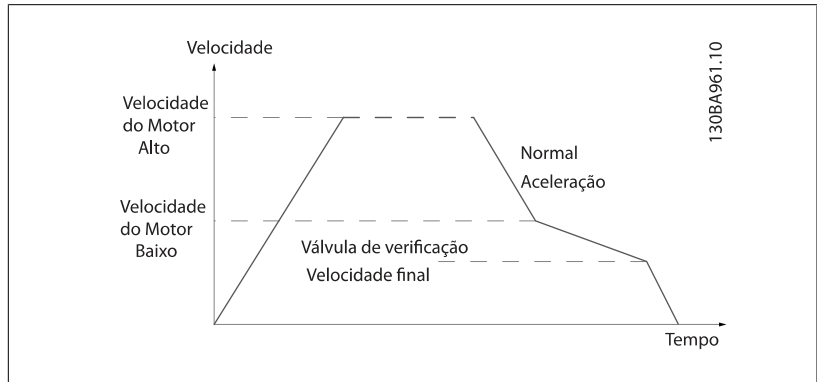 Velocidade
Velocidade
do Motor
Alto
130BA961.10
Normal
Aceleração
Velocidade
do Motor
Baixo
Válvula de verificação
Velocidade final
Tempo